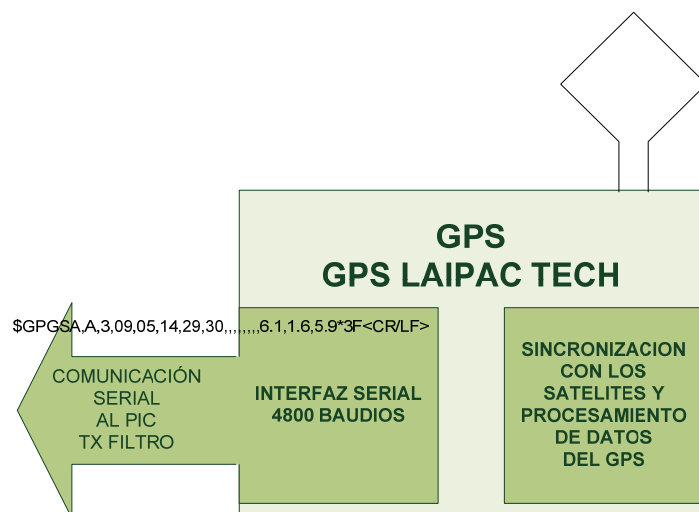 GPS
GPS LAIPAC TECH
$GPGSA,A,3,09,05,14,29,30,,,,,,,,6.1,1.6,5.9*3F<CR/LF>
COMUNICACIÓN
SERIAL
AL PIC
TX FILTRO
INTERFAZ SERIAL
4800 BAUDIOS
SINCRONIZACION
CON LOS
SATELITES Y
PROCESAMIENTO
DE DATOS
DEL GPS